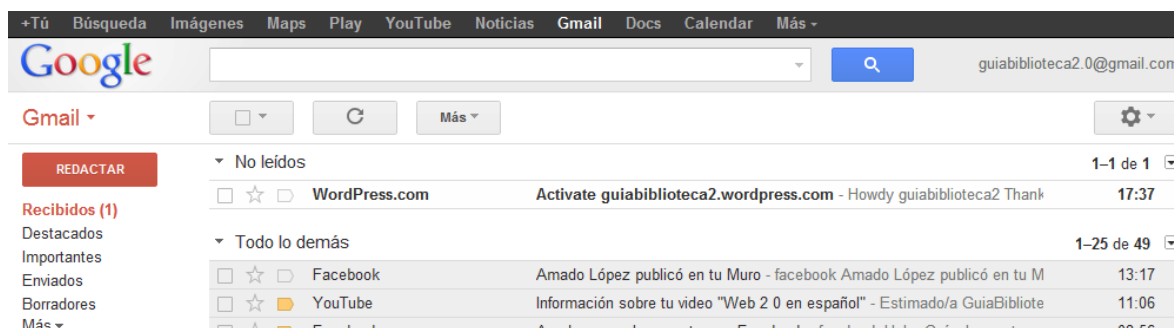 +Tú Búsqueda Imágenes Maps Play YouTube Noticias Gmail Docs Calendar Más
Google
guiabiblioteca2.0@gmail.com
Gmail
Más
REDACTAR
No leídos 1–1 de 1
WordPress.com Activate guiabiblioteca2.wordpress.com - Howdy guiabiblioteca2 Thank 17:37
Recibidos (1)
Destacados
Todo lo demás 1–25 de 49
Importantes
Enviados
Facebook Amado López publicó en tu Muro - facebook Amado López publicó en tu M 13:17
Borradores
YouTube Información sobre tu video "Web 2 0 en español" - Estimado/a GuiaBibliote 11:06
Más